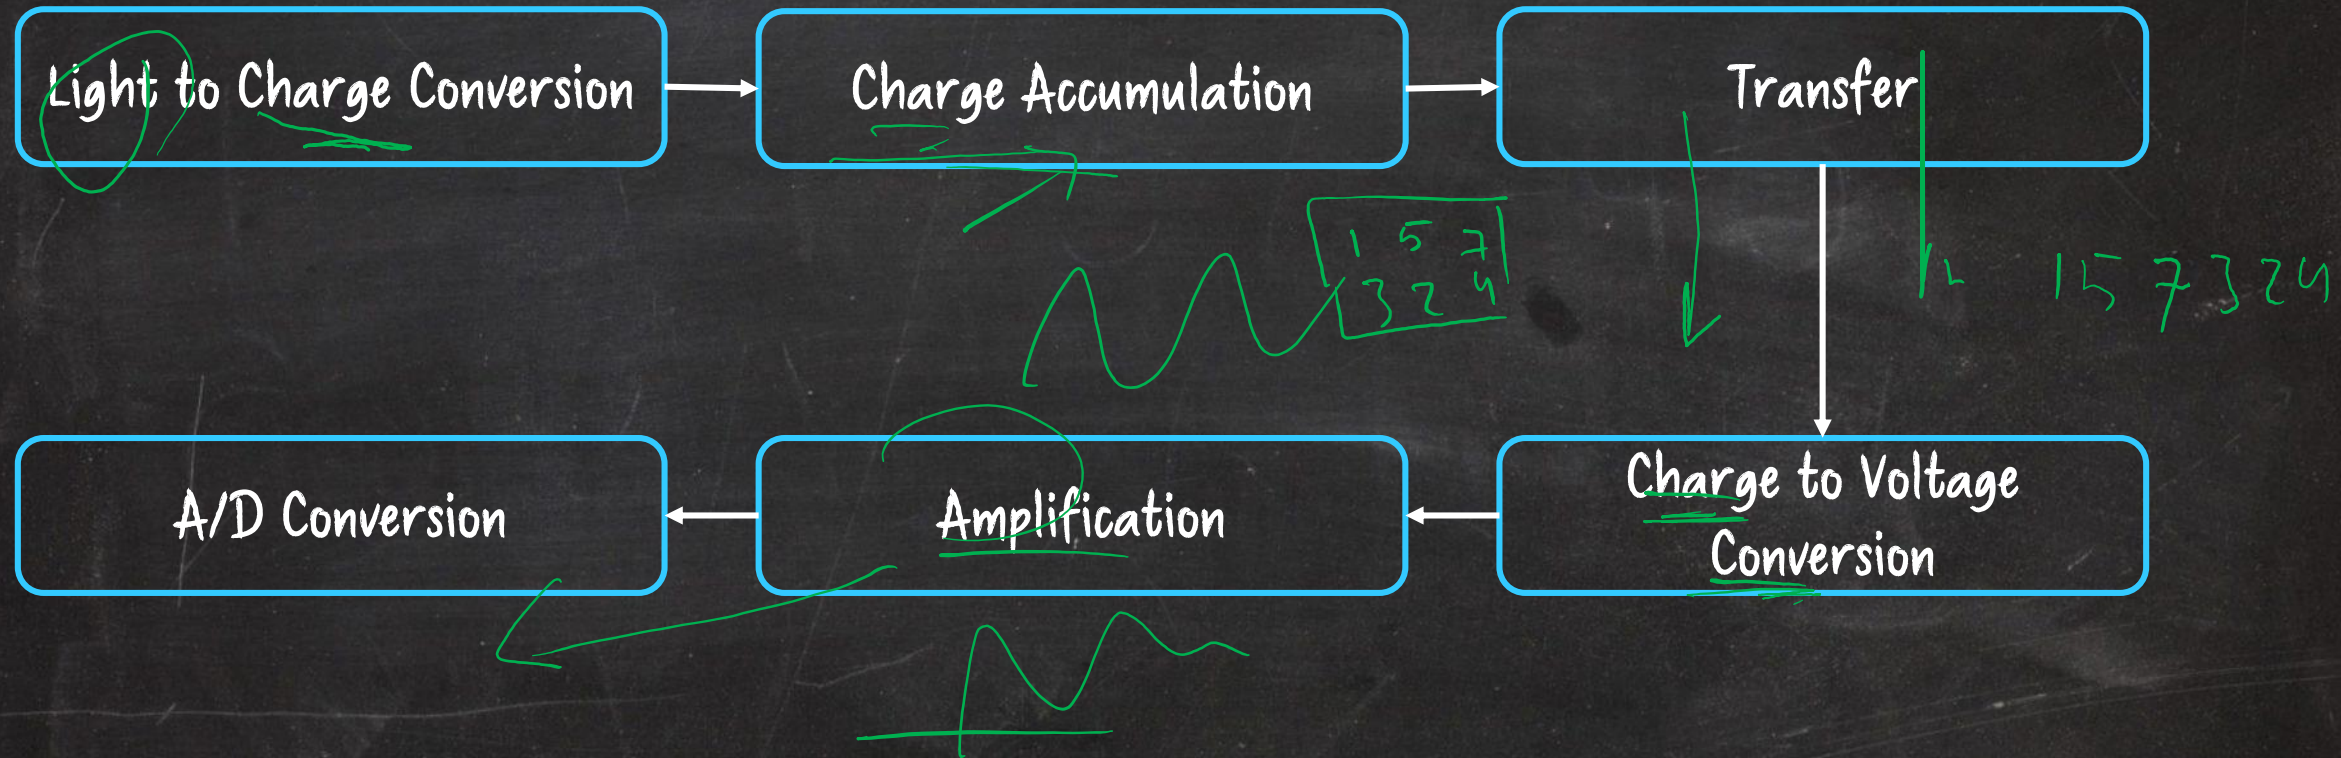 Light to Charge Conversion
Charge Accumulation
Transfer
1 5 7
3 2 4
1 5 7 3 2 4
A/D Conversion
Amplification
Charge to Voltage
Conversion